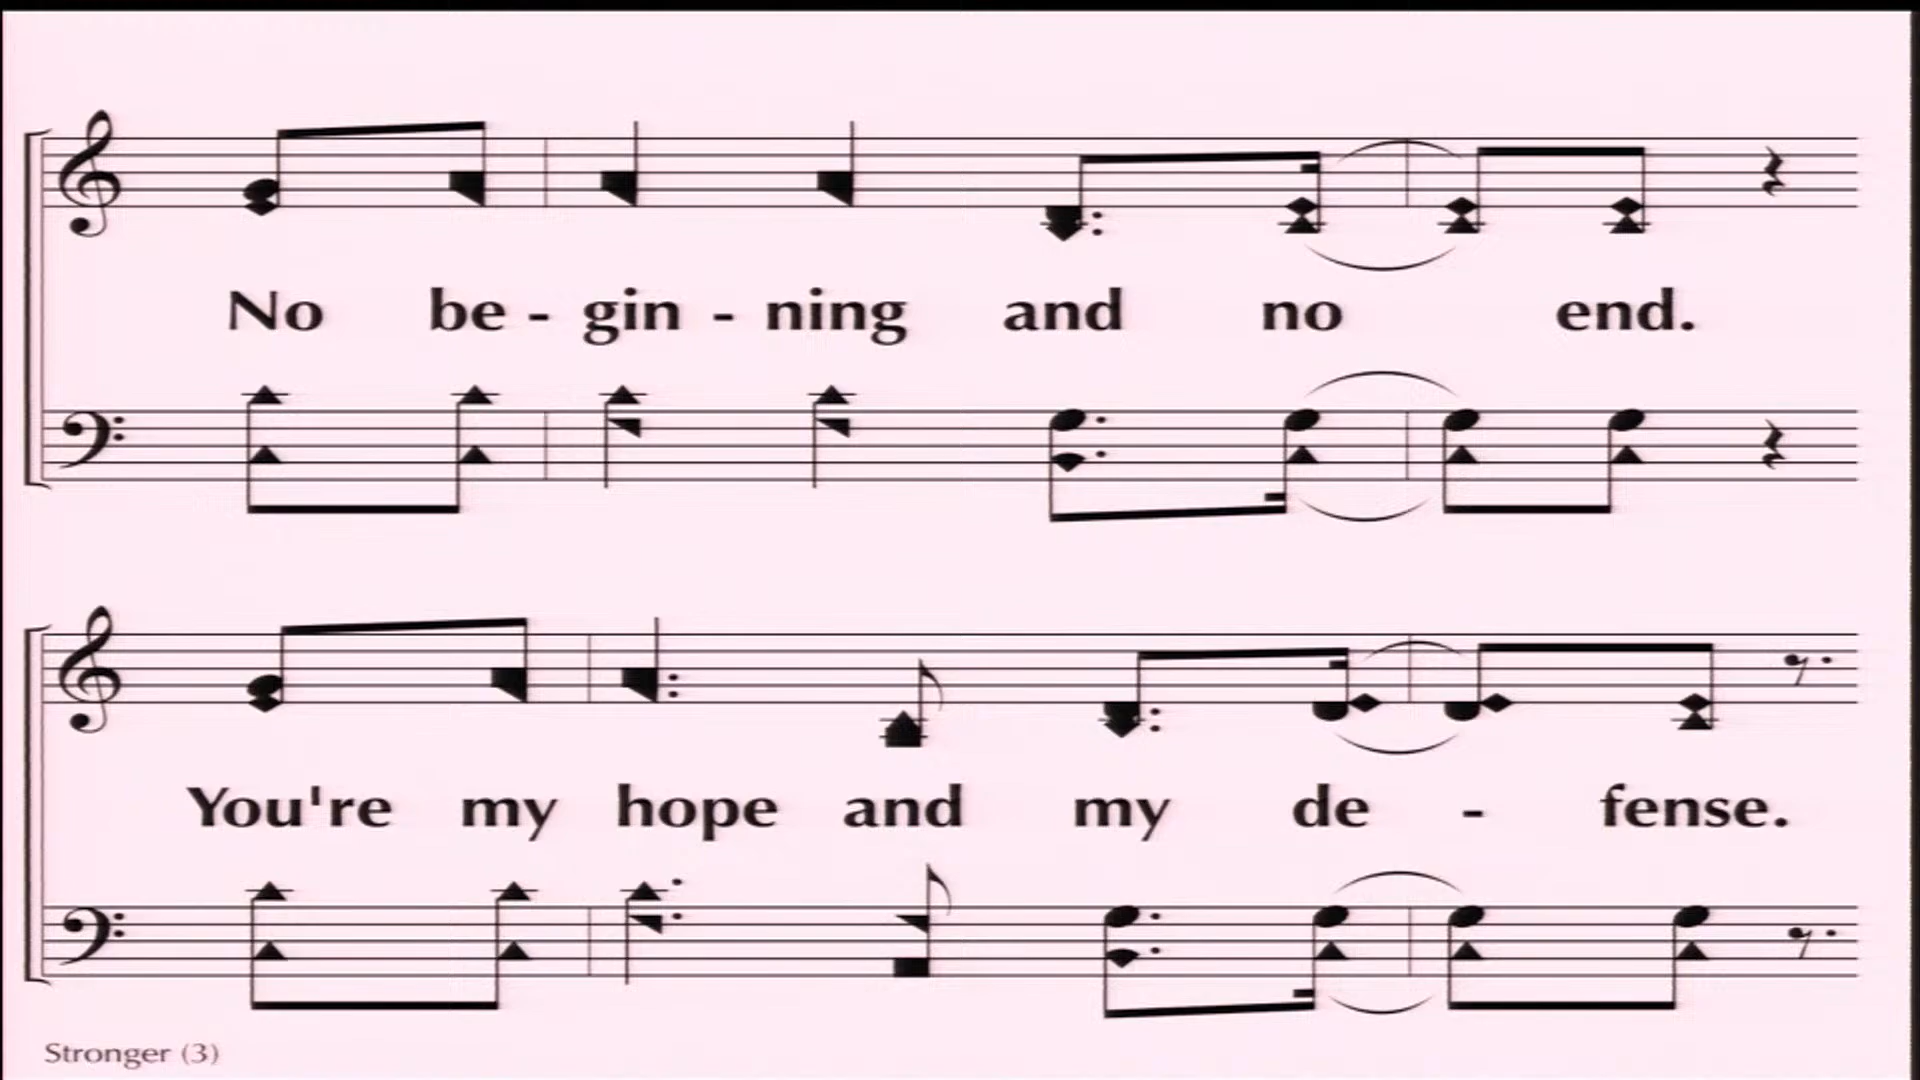 No be - gin - ning and no end.
You're my hope and my de - fense.
Stronger (3)